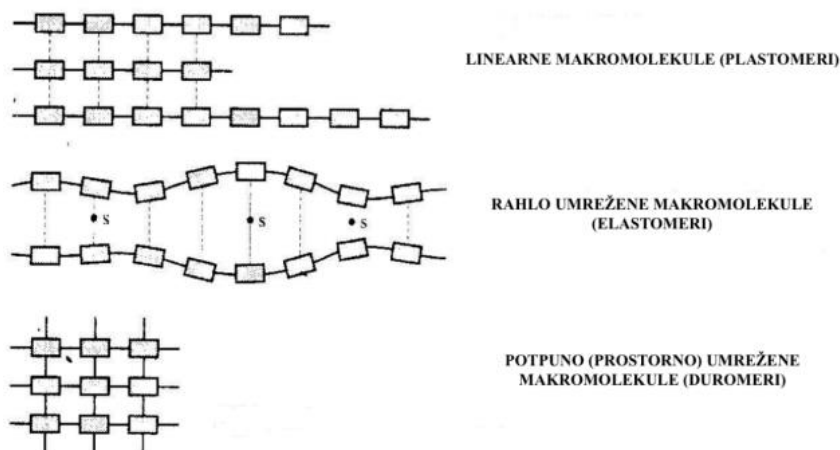 LINEARNE MAKROMOLEKULE (PLASTOMERI)
S
S
S
RAHLO UMREŽENE MAKROMOLEKULE
(ELASTOMERI)
POTPUNO (PROSTORNO) UMREŽENE
MAKROMOLEKULE (DUROMERI)